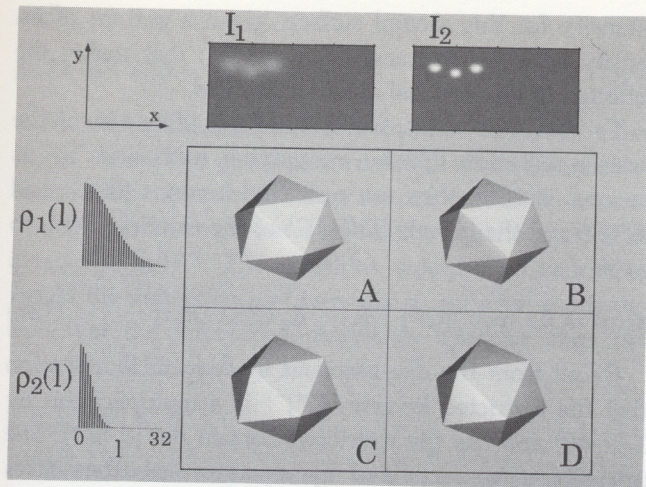 I₁ I₂
y
x
ρ₁(l)
A B
ρ₂(l)
0 l 32
C D